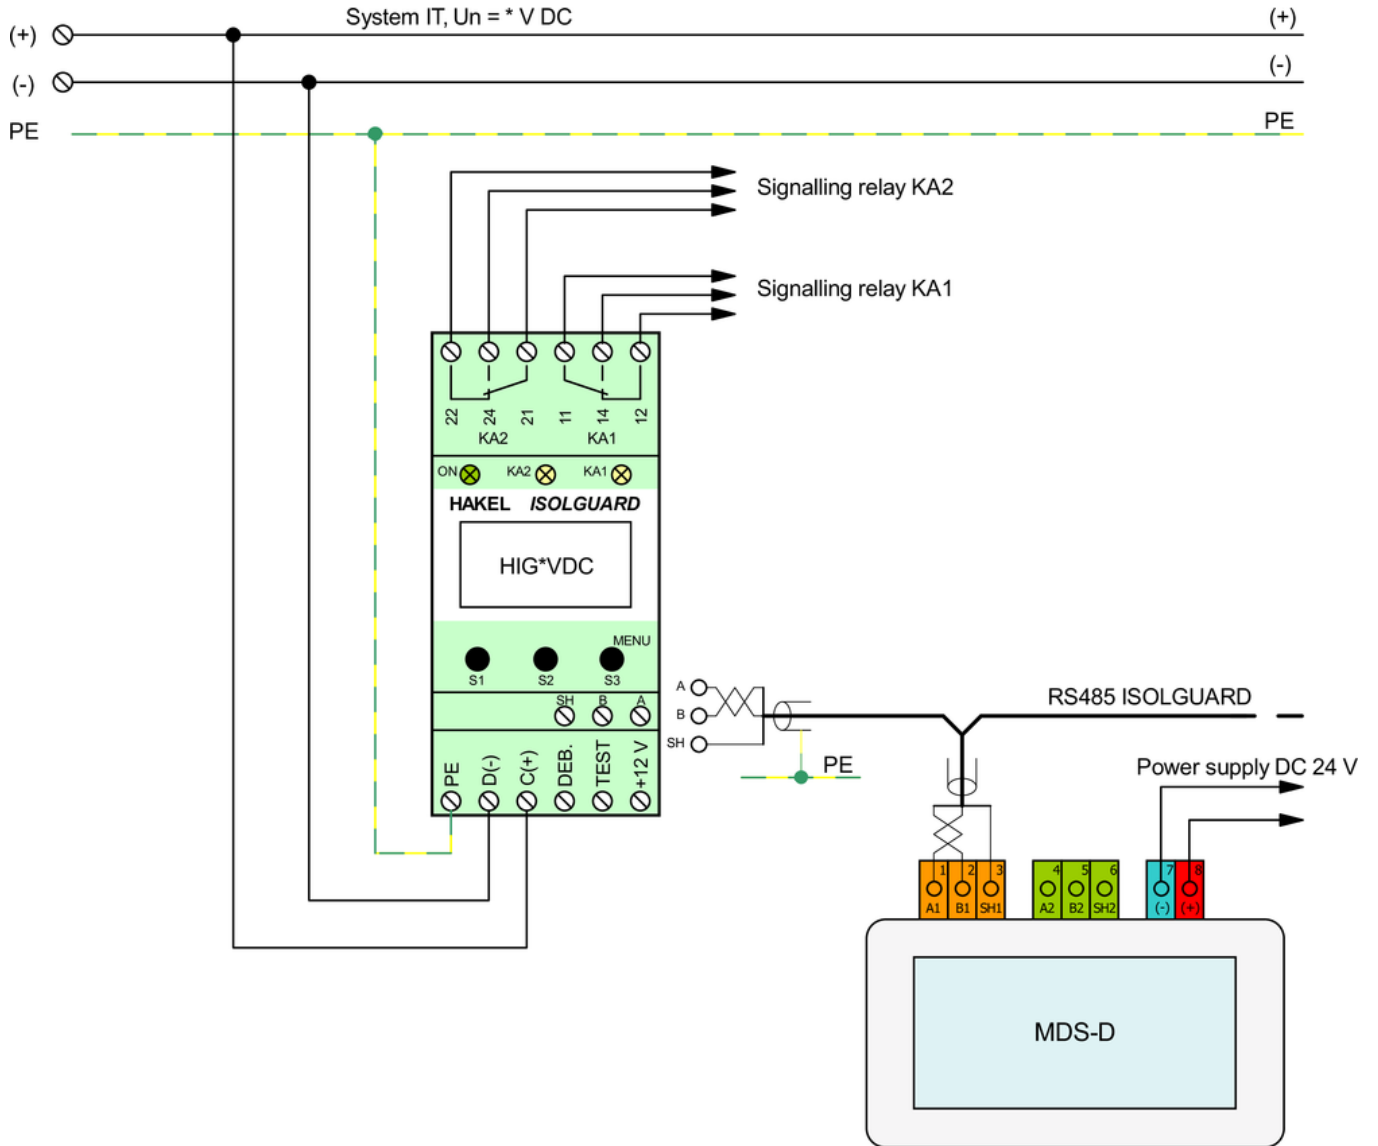 System IT, Un = * V DC
(+)
(+)
(-)
(-)
PE
PE
Signalling relay KA2
Signalling relay KA1
22 24 21 11 14 12
KA2 KA1
ON KA2 KA1
HAKEL ISOLGUARD
HIG*VDC
MENU
S1 S2 S3
SH B A
PE D(-) C(+) DEB. TEST +12 V
A
B
SH
PE
RS485 ISOLGUARD
Power supply DC 24 V
1 2 3 4 5 6 7 8
A1 B1 SH1 A2 B2 SH2 (-) (+)
MDS-D